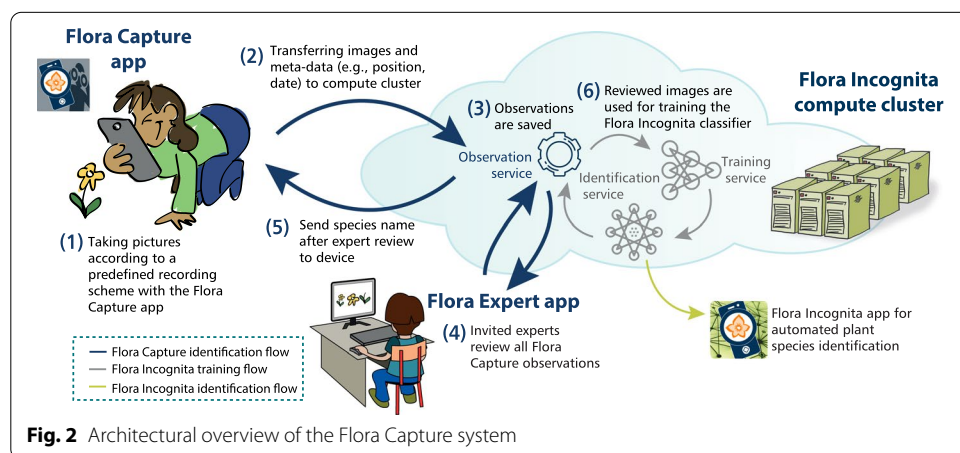 Flora Capture
app
(2) Transferring images and
meta-data (e.g., position,
date) to compute cluster
(3) Observations
are saved
(6) Reviewed images are
used for training the
Flora Incognita classifier
Flora Incognita
compute cluster
Observation
service
Identification
service
Training
service
(1) Taking pictures
according to a
predefined recording
scheme with the Flora
Capture app
(5) Send species name
after expert review
to device
Flora Expert app
(4) Invited experts
review all Flora
Capture observations
Flora Incognita app for
automated plant
species identification
Flora Capture identification flow
Flora Incognita training flow
Flora Incognita identification flow
Fig. 2 Architectural overview of the Flora Capture system